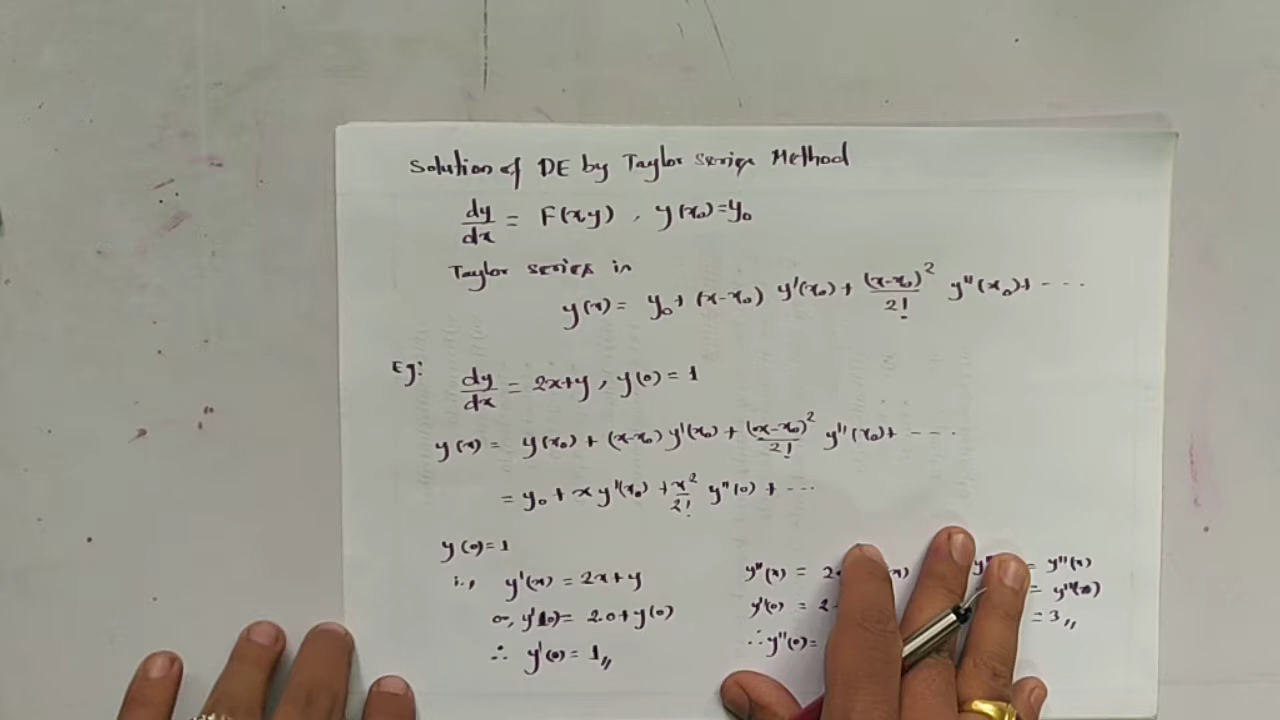 Solution of DE by Taylor Series Method
dy/dx = F(x,y) , y(x₀)=y₀
Taylor series is
y(x) = y₀ + (x-x₀) y'(x₀) + (x-x₀)²/2! y''(x₀)+ ---
Eg: dy/dx = 2x+y , y(0) = 1
y(x) = y(x₀) + (x-x₀) y'(x₀) + (x-x₀)²/2! y''(x₀)+ ---
= y₀ + x y'(x₀) + x²/2! y''(0) + ---
y(0)=1
i., y'(x) = 2x+y
or, y'(0) = 2.0+y(0)
∴ y'(0) = 1,,
y''(x) = 2
y'(0) = 2
∴ y''(0)=
= y''(x)
=
= 3,,